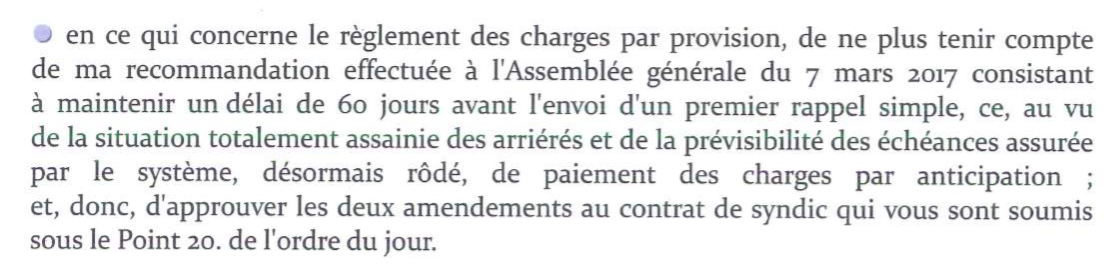 en ce qui concerne le règlement des charges par provision, de ne plus tenir compte
de ma recommandation effectuée à l'Assemblée générale du 7 mars 2017 consistant
à maintenir un délai de 60 jours avant l'envoi d'un premier rappel simple, ce, au vu
de la situation totalement assainie des arriérés et de la prévisibilité des échéances assurée
par le système, désormais rôdé, de paiement des charges par anticipation ;
et, donc, d'approuver les deux amendements au contrat de syndic qui vous sont soumis
sous le Point 20. de l'ordre du jour.